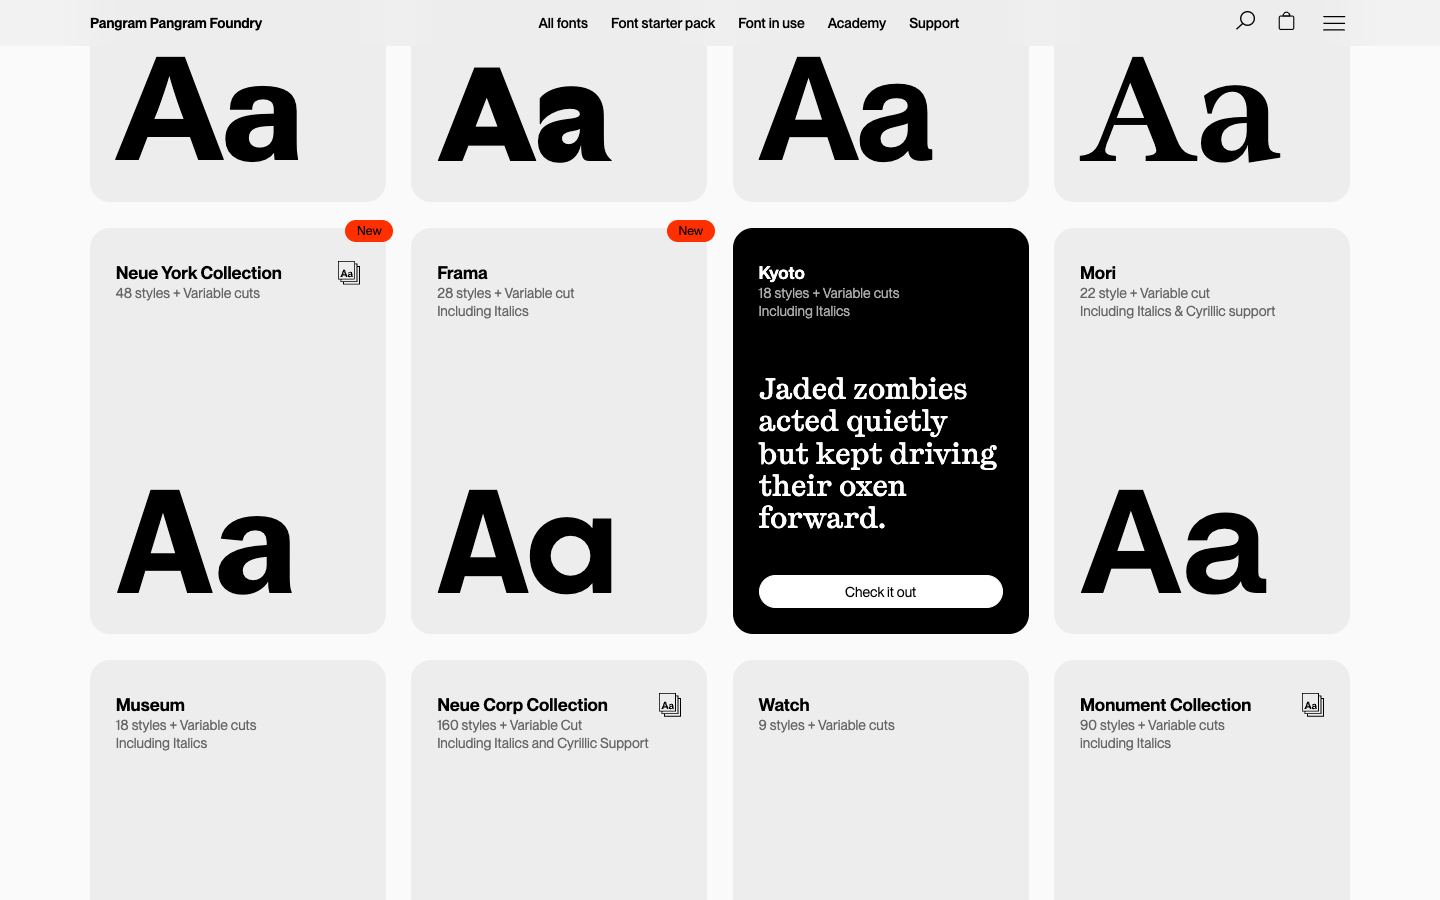 Pangram Pangram Foundry
All fonts
Font starter pack
Font in use
Academy
Support
Aa
Aa
Aa
Aa
New
Neue York Collection
Aa
48 styles + Variable cuts
Aa
New
Frama
28 styles + Variable cut
Including Italics
Aa
Kyoto
18 styles + Variable cuts
Including Italics
Jaded zombies
acted quietly
but kept driving
their oxen
forward.
Check it out
Mori
22 style + Variable cut
Including Italics & Cyrillic support
Aa
Museum
18 styles + Variable cuts
Including Italics
Neue Corp Collection
Aa
160 styles + Variable Cut
Including Italics and Cyrillic Support
Watch
9 styles + Variable cuts
Monument Collection
Aa
90 styles + Variable cuts
including Italics